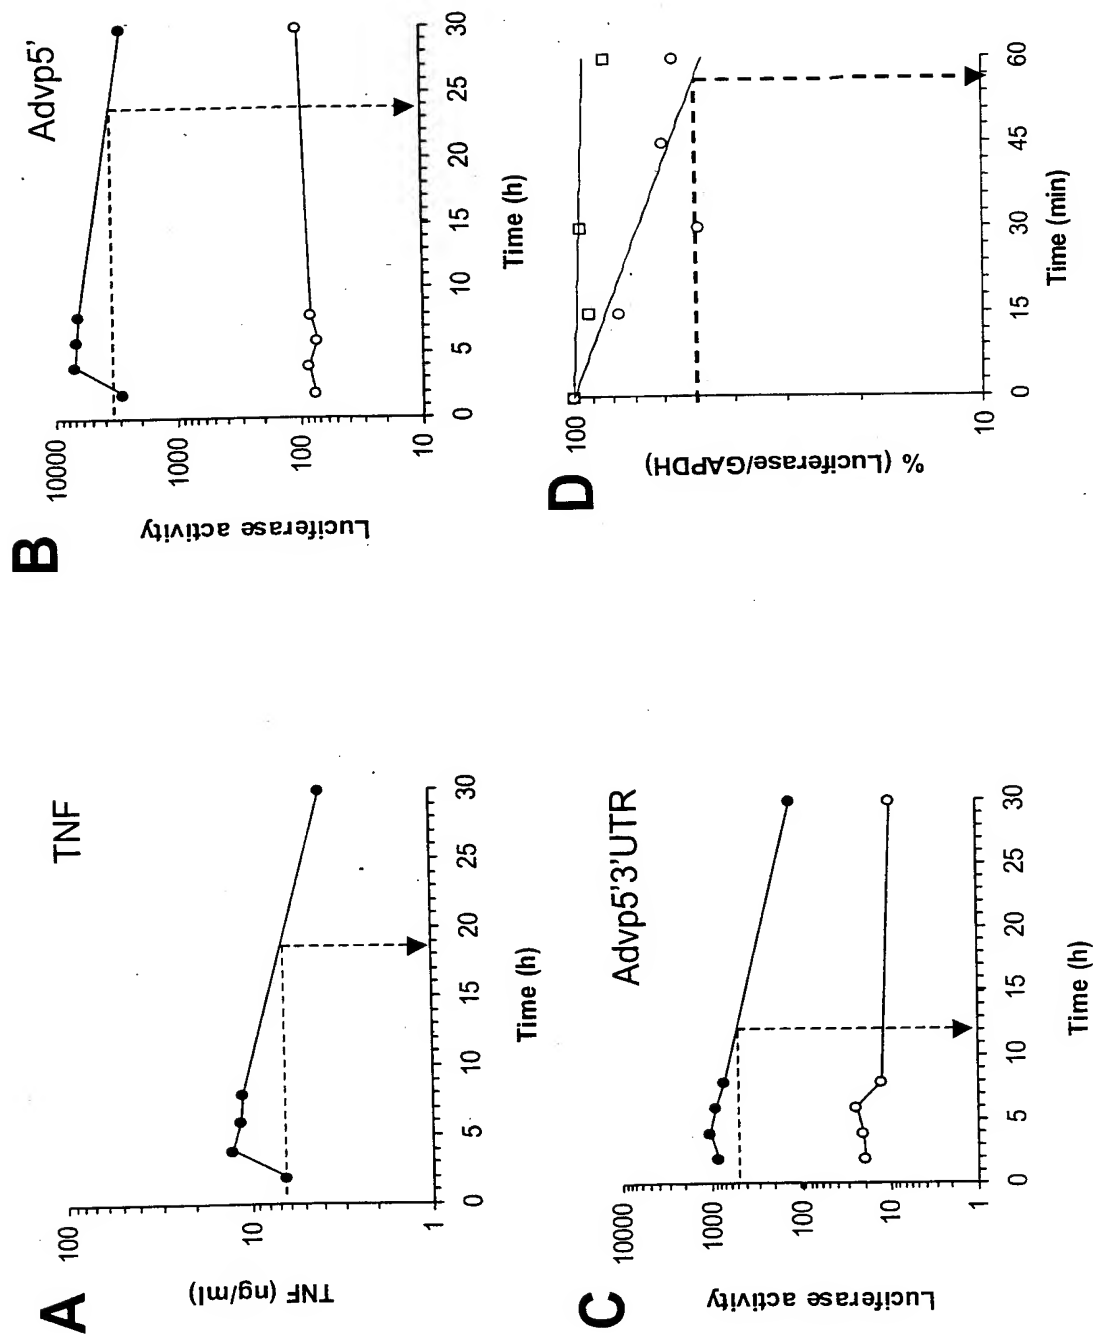 A
TNF
TNF (ng/ml)
100
10
1
0 5 10 15 20 25 30
Time (h)
B
Advp5'
Luciferase activity
10000
1000
100
10
0 5 10 15 20 25 30
Time (h)
C
Advp5'3'UTR
Luciferase activity
10000
1000
100
10
1
0 5 10 15 20 25 30
Time (h)
D
% (Luciferase/GAPDH)
100
10
0 15 30 45 60
Time (min)